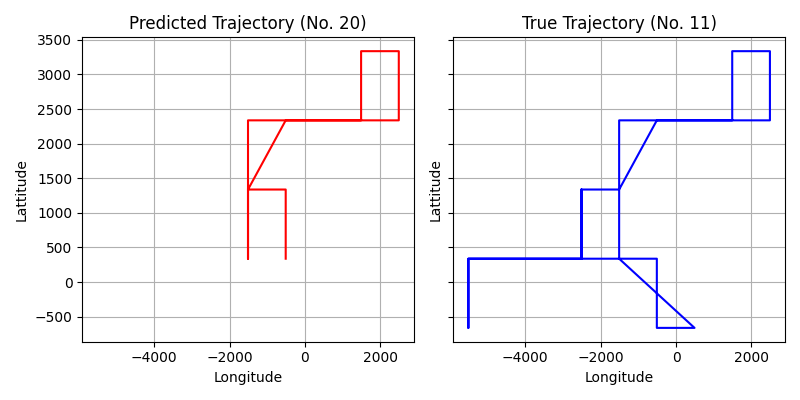 Predicted Trajectory (No. 20)
True Trajectory (No. 11)
3500
3000
2500
2000
1500
1000
500
0
−500
Lattitude
Lattitude
−4000 −2000 0 2000
−4000 −2000 0 2000
Longitude
Longitude